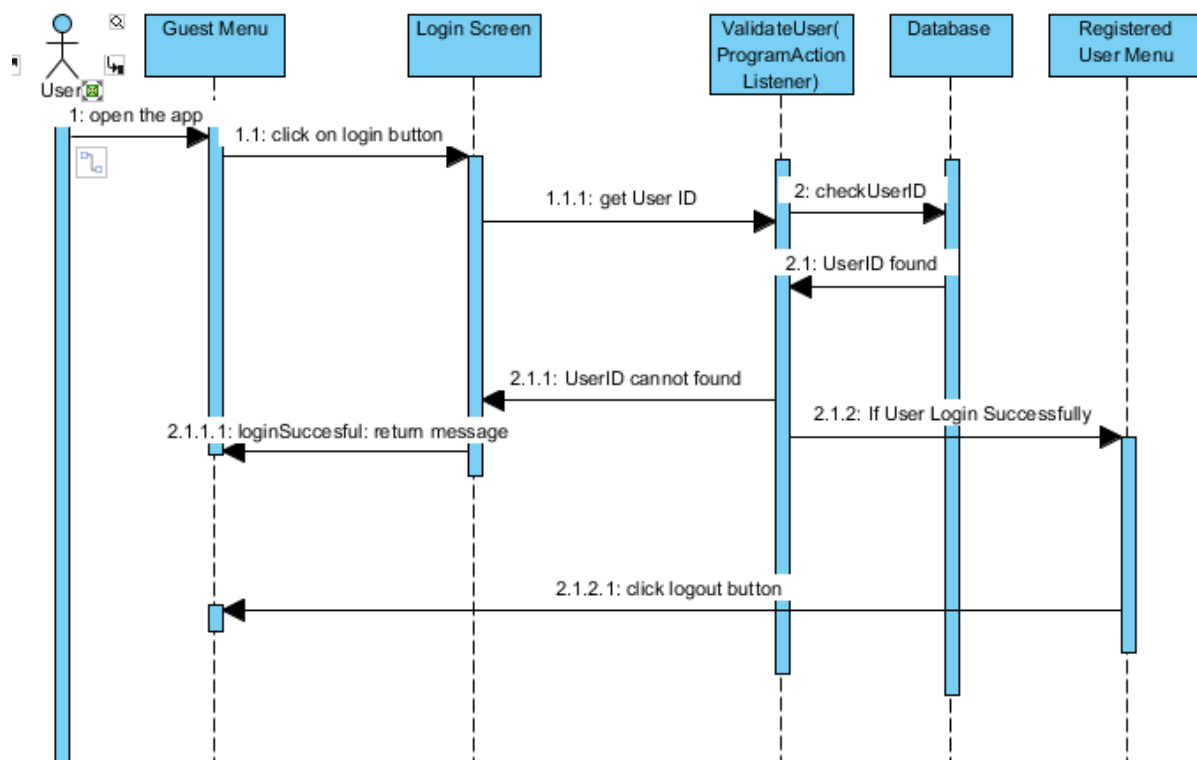 Guest Menu
Login Screen
ValidateUser(
ProgramAction
Listener)
Database
Registered
User Menu
User
1: open the app
1.1: click on login button
1.1.1: get User ID
2: checkUserID
2.1: UserID found
2.1.1: UserID cannot found
2.1.2: If User Login Successfully
2.1.1.1: loginSuccesful: return message
2.1.2.1: click logout button